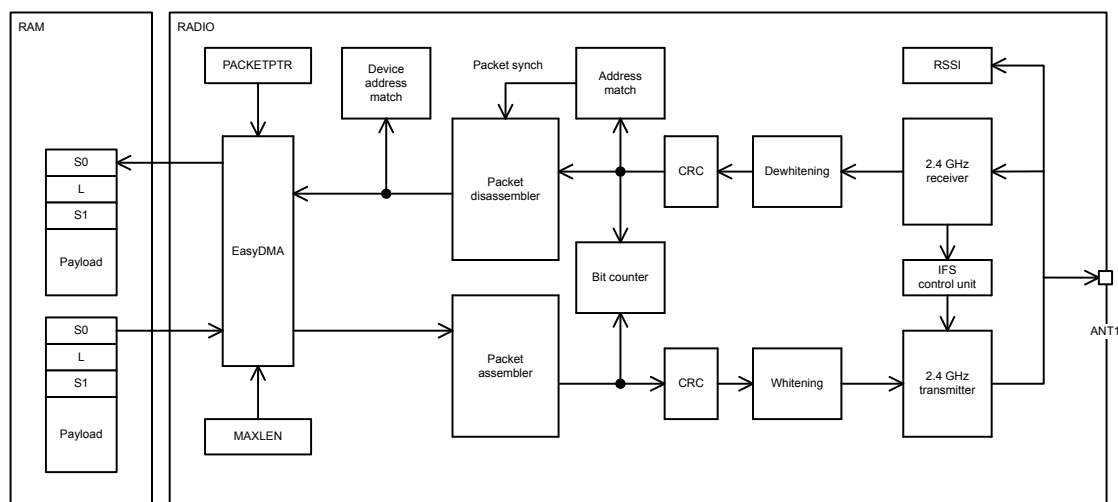 RAM
RADIO
PACKETPTR
Device
address
match
Packet synch
Address
match
RSSI
S0
L
S1
Payload
EasyDMA
Packet
disassembler
CRC
Dewhitening
2.4 GHz
receiver
Bit counter
IFS
control unit
ANT1
S0
L
S1
Payload
Packet
assembler
CRC
Whitening
2.4 GHz
transmitter
MAXLEN